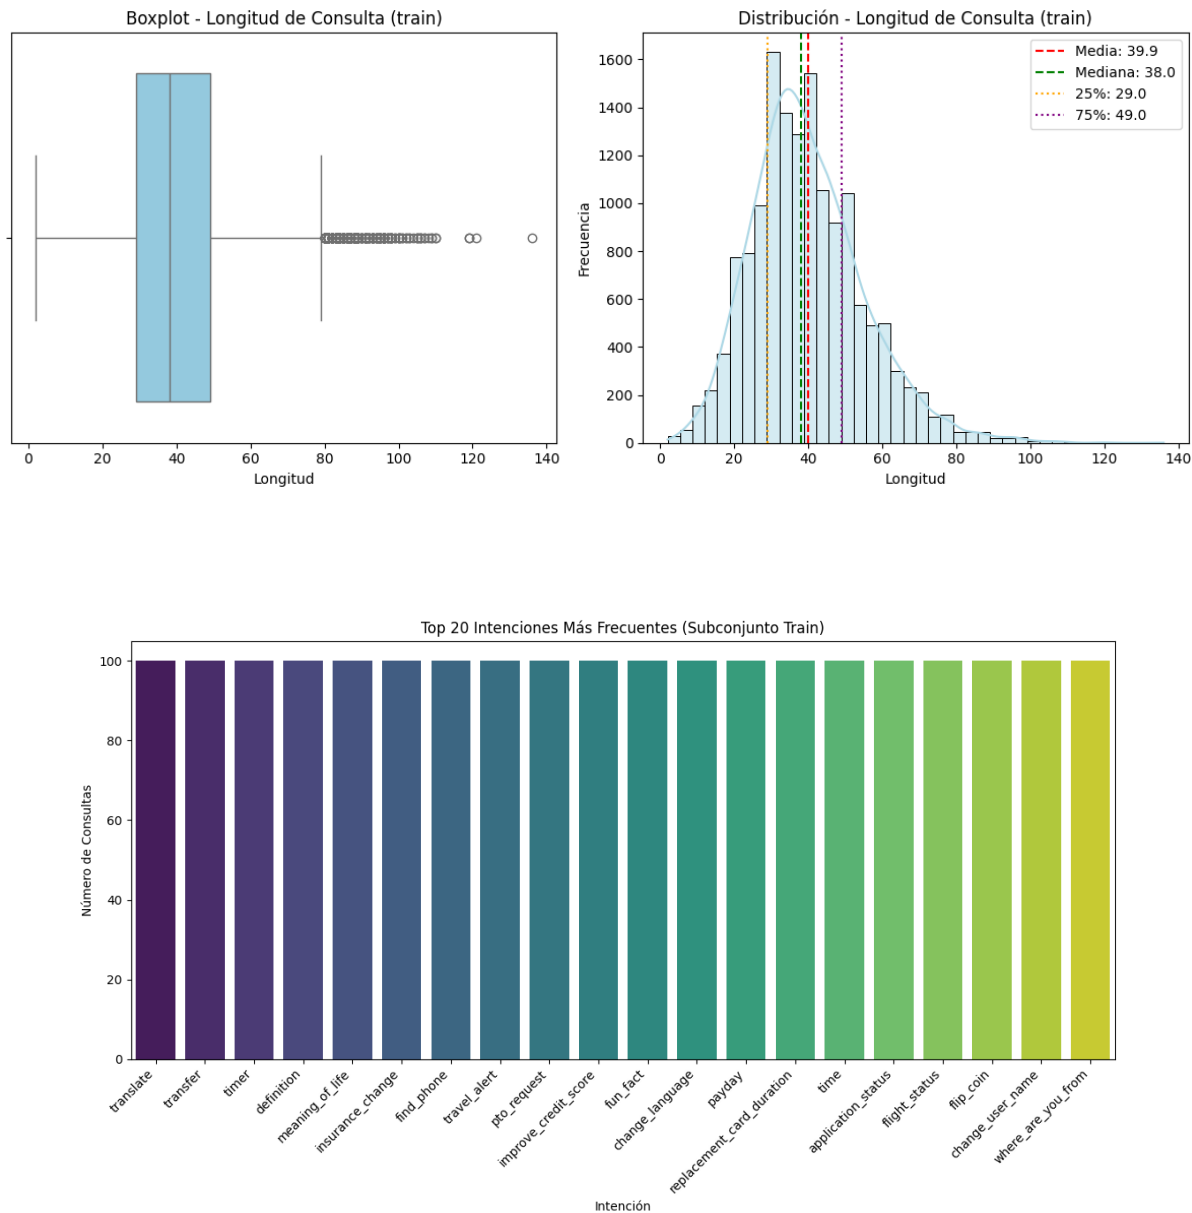 Boxplot - Longitud de Consulta (train)
0 20 40 60 80 100 120 140
Longitud
Distribución - Longitud de Consulta (train)
Media: 39.9
Mediana: 38.0
25%: 29.0
75%: 49.0
1600
1400
1200
1000
800
600
400
200
0
Frecuencia
0 20 40 60 80 100 120 140
Longitud
Top 20 Intenciones Más Frecuentes (Subconjunto Train)
100
80
60
40
20
0
Número de Consultas
translate
transfer
timer
definition
meaning_of_life
insurance_change
find_phone
travel_alert
pto_request
improve_credit_score
fun_fact
change_language
payday
replacement_card_duration
time
application_status
flight_status
flip_coin
change_user_name
where_are_you_from
Intención